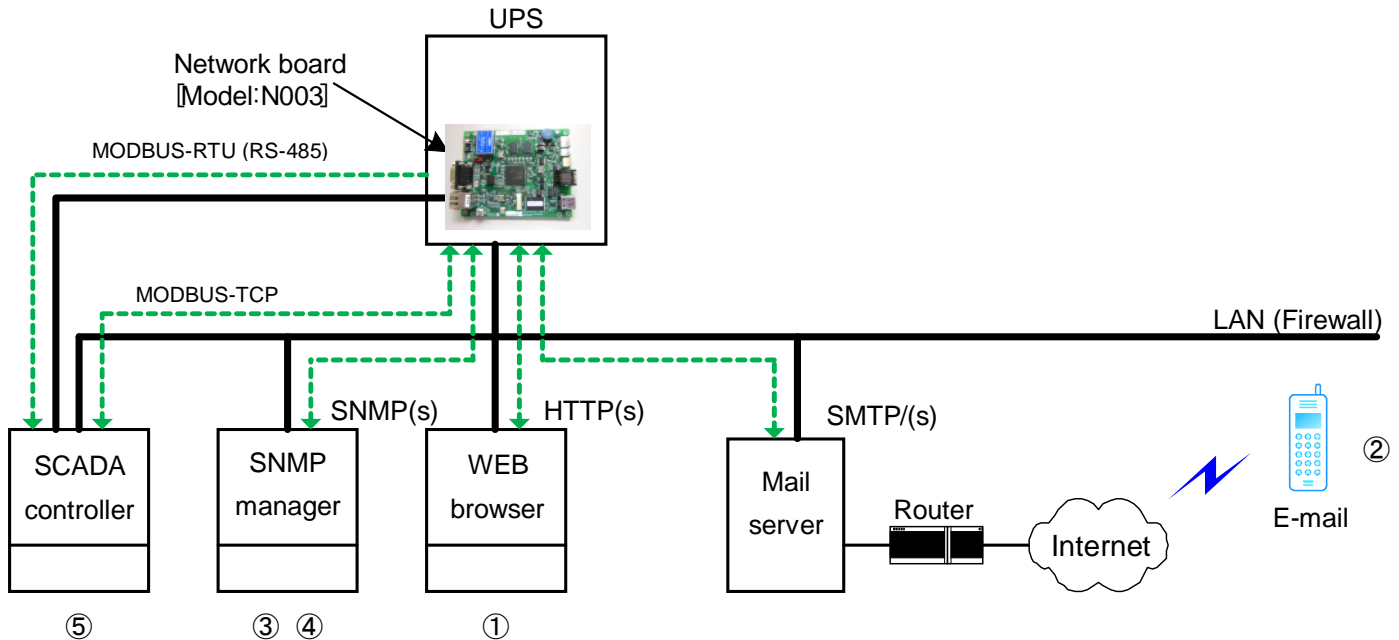 UPS
Network board
[Model:N003]
MODBUS-RTU (RS-485)
MODBUS-TCP
LAN (Firewall)
SNMP(s)
HTTP(s)
SMTP/(s)
SCADA
controller
SNMP
manager
WEB
browser
Mail
server
Router
Internet
E-mail
②
⑤
③ ④
①